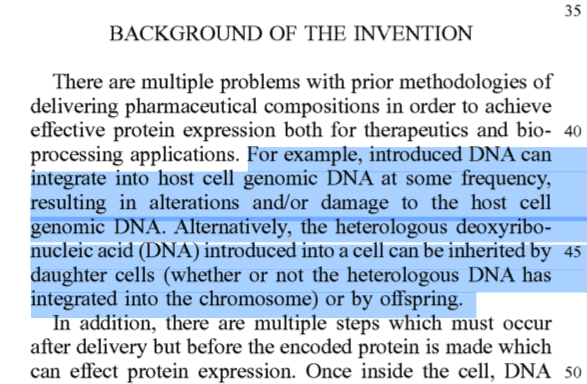 35
BACKGROUND OF THE INVENTION
There are multiple problems with prior methodologies of
delivering pharmaceutical compositions in order to achieve
effective protein expression both for therapeutics and bio- 40
processing applications. For example, introduced DNA can
integrate into host cell genomic DNA at some frequency,
resulting in alterations and/or damage to the host cell
genomic DNA. Alternatively, the heterologous deoxyribo-
nucleic acid (DNA) introduced into a cell can be inherited by 45
daughter cells (whether or not the heterologous DNA has
integrated into the chromosome) or by offspring.
In addition, there are multiple steps which must occur
after delivery but before the encoded protein is made which
can effect protein expression. Once inside the cell, DNA 50